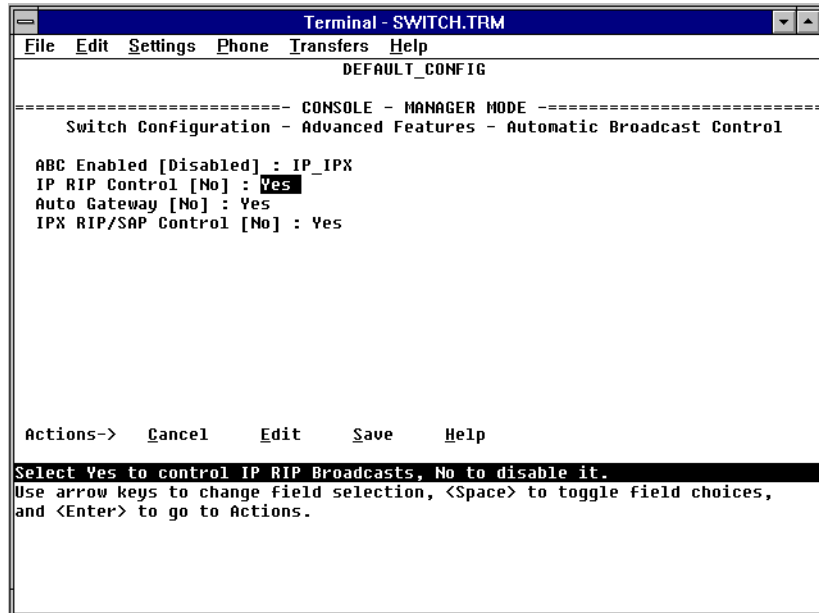 Terminal - SWITCH.TRM
File Edit Settings Phone Transfers Help
DEFAULT_CONFIG
==========================- CONSOLE - MANAGER MODE -===========================
Switch Configuration - Advanced Features - Automatic Broadcast Control
ABC Enabled [Disabled] : IP_IPX
IP RIP Control [No] : Yes
Auto Gateway [No] : Yes
IPX RIP/SAP Control [No] : Yes
Actions-> Cancel Edit Save Help
Select Yes to control IP RIP Broadcasts, No to disable it.
Use arrow keys to change field selection, <Space> to toggle field choices,
and <Enter> to go to Actions.